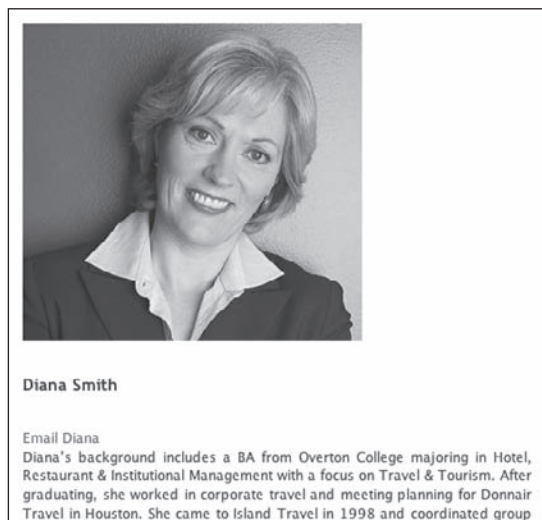 Diana Smith
Email Diana
Diana's background includes a BA from Overton College majoring in Hotel,
Restaurant & Institutional Management with a focus on Travel & Tourism. After
graduating, she worked in corporate travel and meeting planning for Donnair
Travel in Houston. She came to Island Travel in 1998 and coordinated group